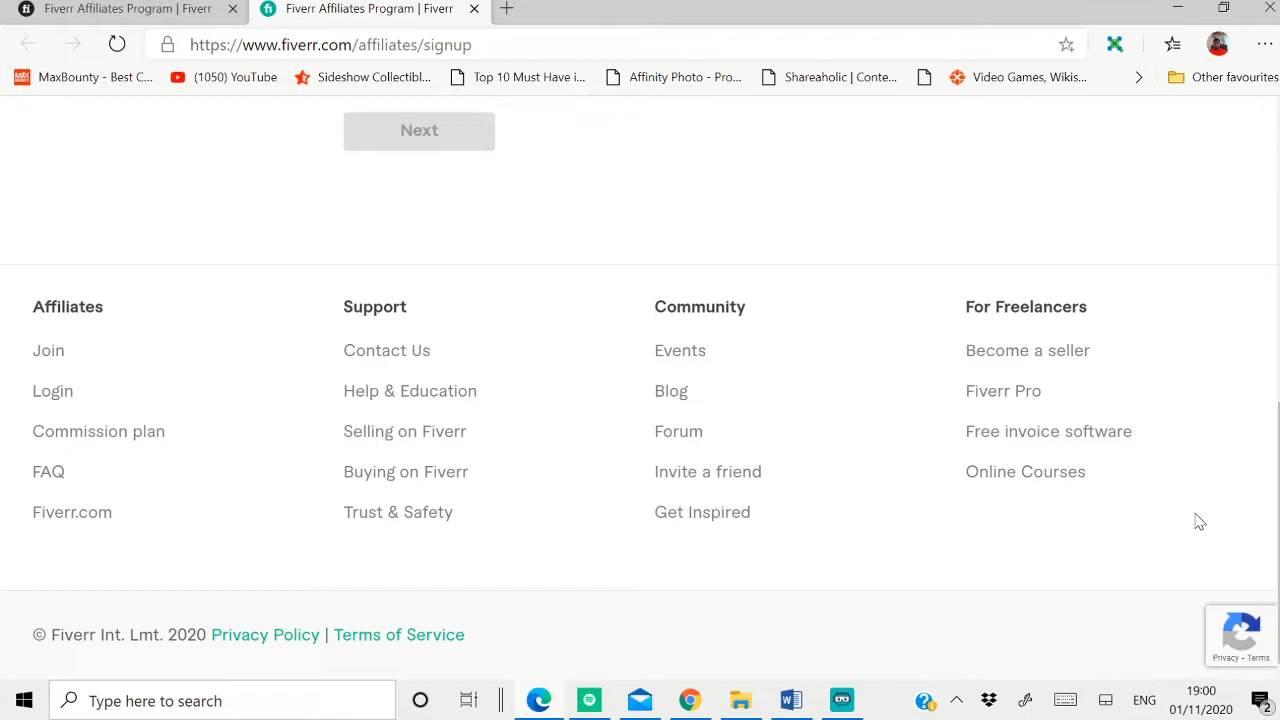 Fiverr Affiliates Program | Fiverr
Fiverr Affiliates Program | Fiverr
https://www.fiverr.com/affiliates/signup
MaxBounty - Best C...
(1050) YouTube
Sideshow Collectibl...
Top 10 Must Have i...
Affinity Photo - Pro...
Shareaholic | Conte...
Video Games, Wikis...
Other favourites
Next
Affiliates
Support
Community
For Freelancers
Join
Contact Us
Events
Become a seller
Login
Help & Education
Blog
Fiverr Pro
Commission plan
Selling on Fiverr
Forum
Free invoice software
FAQ
Buying on Fiverr
Invite a friend
Online Courses
Fiverr.com
Trust & Safety
Get Inspired
© Fiverr Int. Lmt. 2020 Privacy Policy | Terms of Service
Privacy - Terms
Type here to search
ENG
19:00
01/11/2020
2